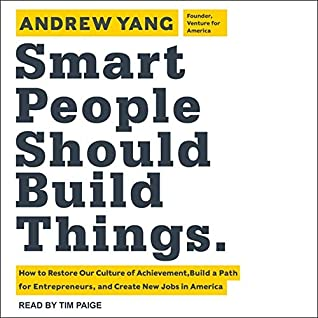 ANDREW YANG
Founder,
Venture for
America
Smart
People
Should
Build
Things.
How to Restore Our Culture of Achievement,Build a Path
for Entrepreneurs, and Create New Jobs in America
READ BY TIM PAIGE